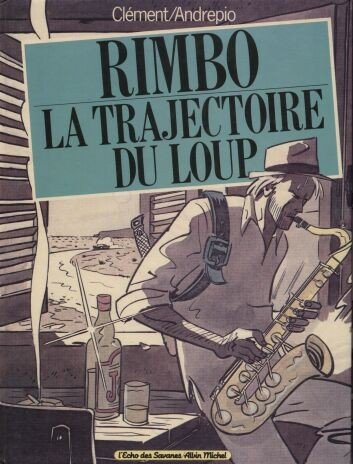 Clément/Andrepio
RIMBO
LA TRAJECTOIRE
DU LOUP
l'Echo des Savanes/Albin Michel